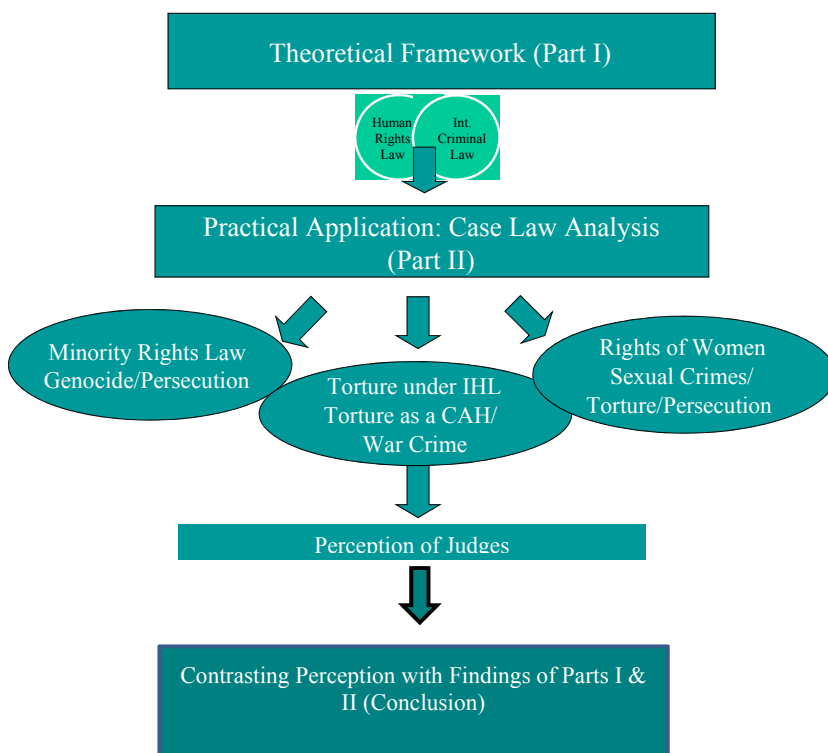 Theoretical Framework (Part I)
Human
Rights
Law
Int.
Criminal
Law
Practical Application: Case Law Analysis
(Part II)
Minority Rights Law
Genocide/Persecution
Torture under IHL
Torture as a CAH/
War Crime
Rights of Women
Sexual Crimes/
Torture/Persecution
Perception of Judges
Contrasting Perception with Findings of Parts I &
II (Conclusion)